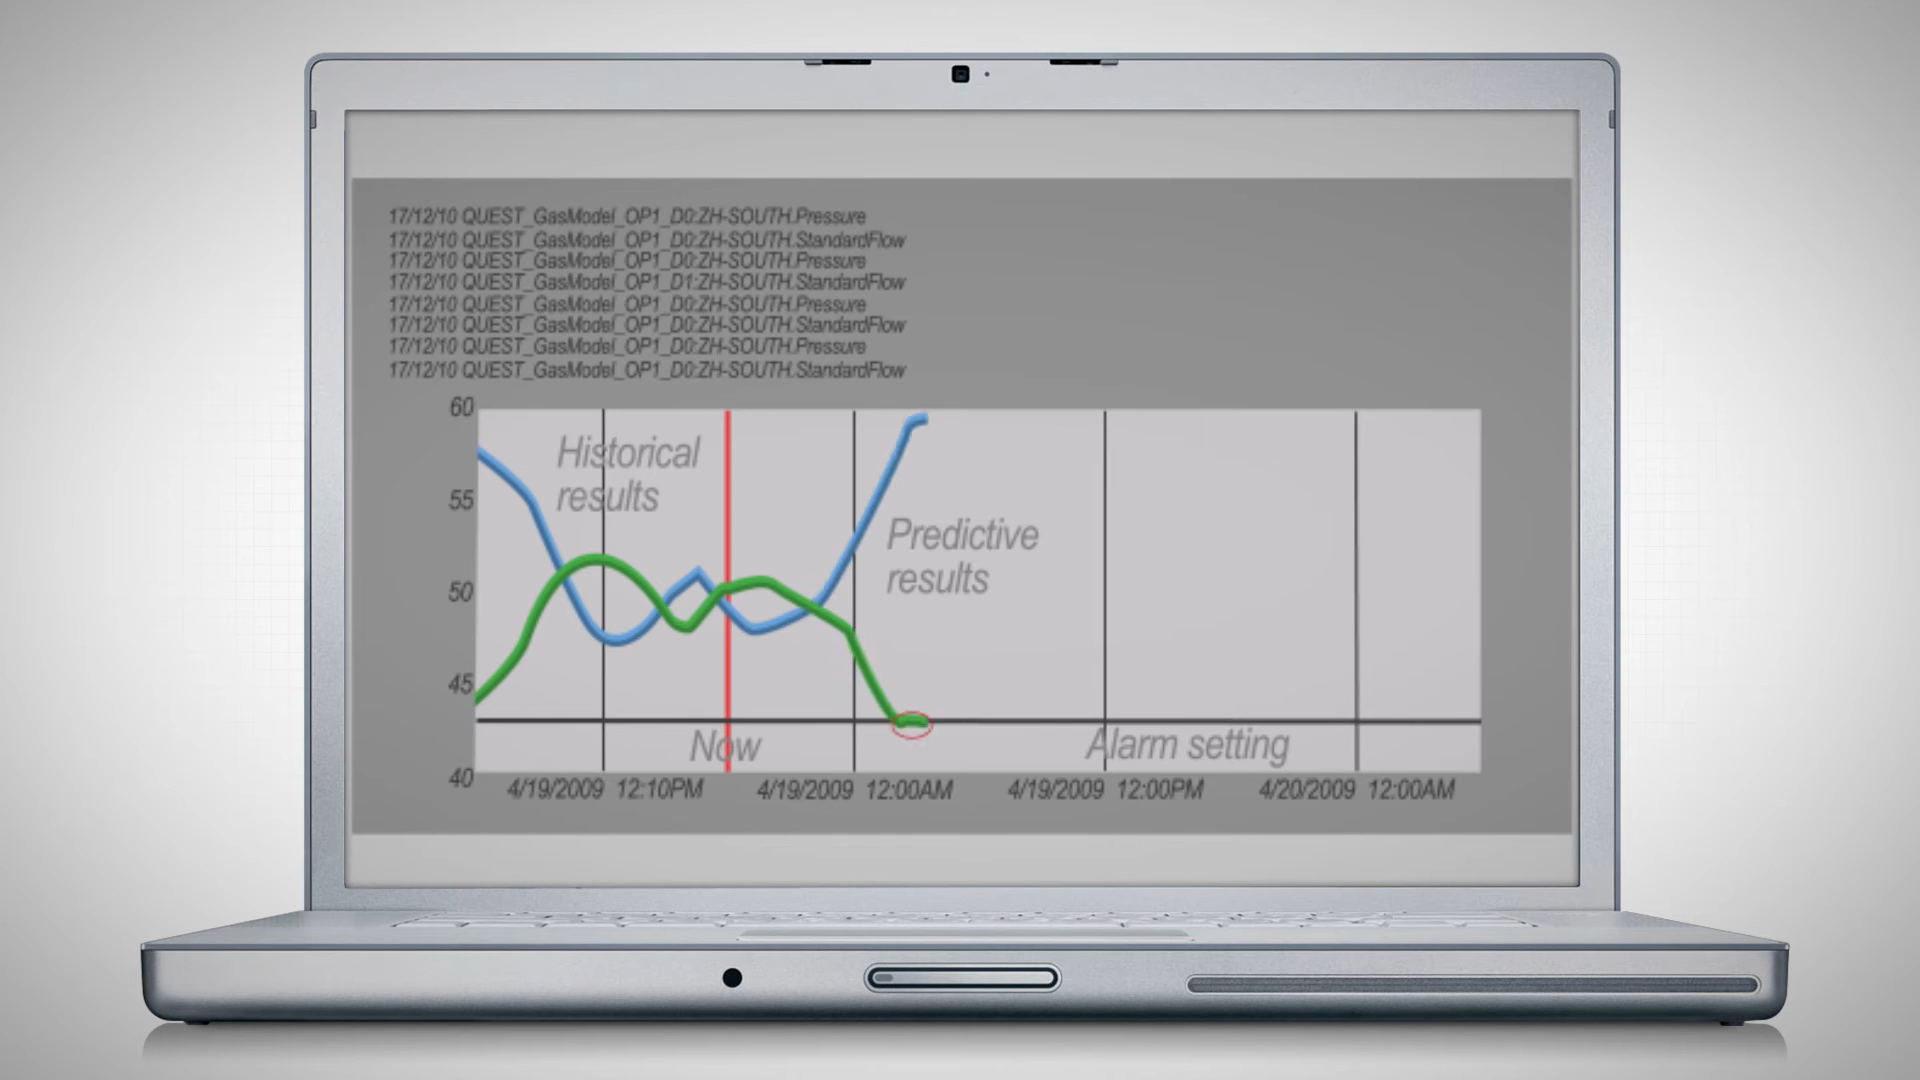 17/12/10 QUEST_GasModel_OP1_D0:ZH-SOUTH.Pressure
17/12/10 QUEST_GasModel_OP1_D0:ZH-SOUTH.StandardFlow
17/12/10 QUEST_GasModel_OP1_D0:ZH-SOUTH.Pressure
17/12/10 QUEST_GasModel_OP1_D1:ZH-SOUTH.StandardFlow
17/12/10 QUEST_GasModel_OP1_D0:ZH-SOUTH.Pressure
17/12/10 QUEST_GasModel_OP1_D0:ZH-SOUTH.StandardFlow
17/12/10 QUEST_GasModel_OP1_D0:ZH-SOUTH.Pressure
17/12/10 QUEST_GasModel_OP1_D0:ZH-SOUTH.StandardFlow
60
Historical
results
55
Predictive
results
50
45
Now
Alarm setting
40
4/19/2009 12:10PM 4/19/2009 12:00AM 4/19/2009 12:00PM 4/20/2009 12:00AM